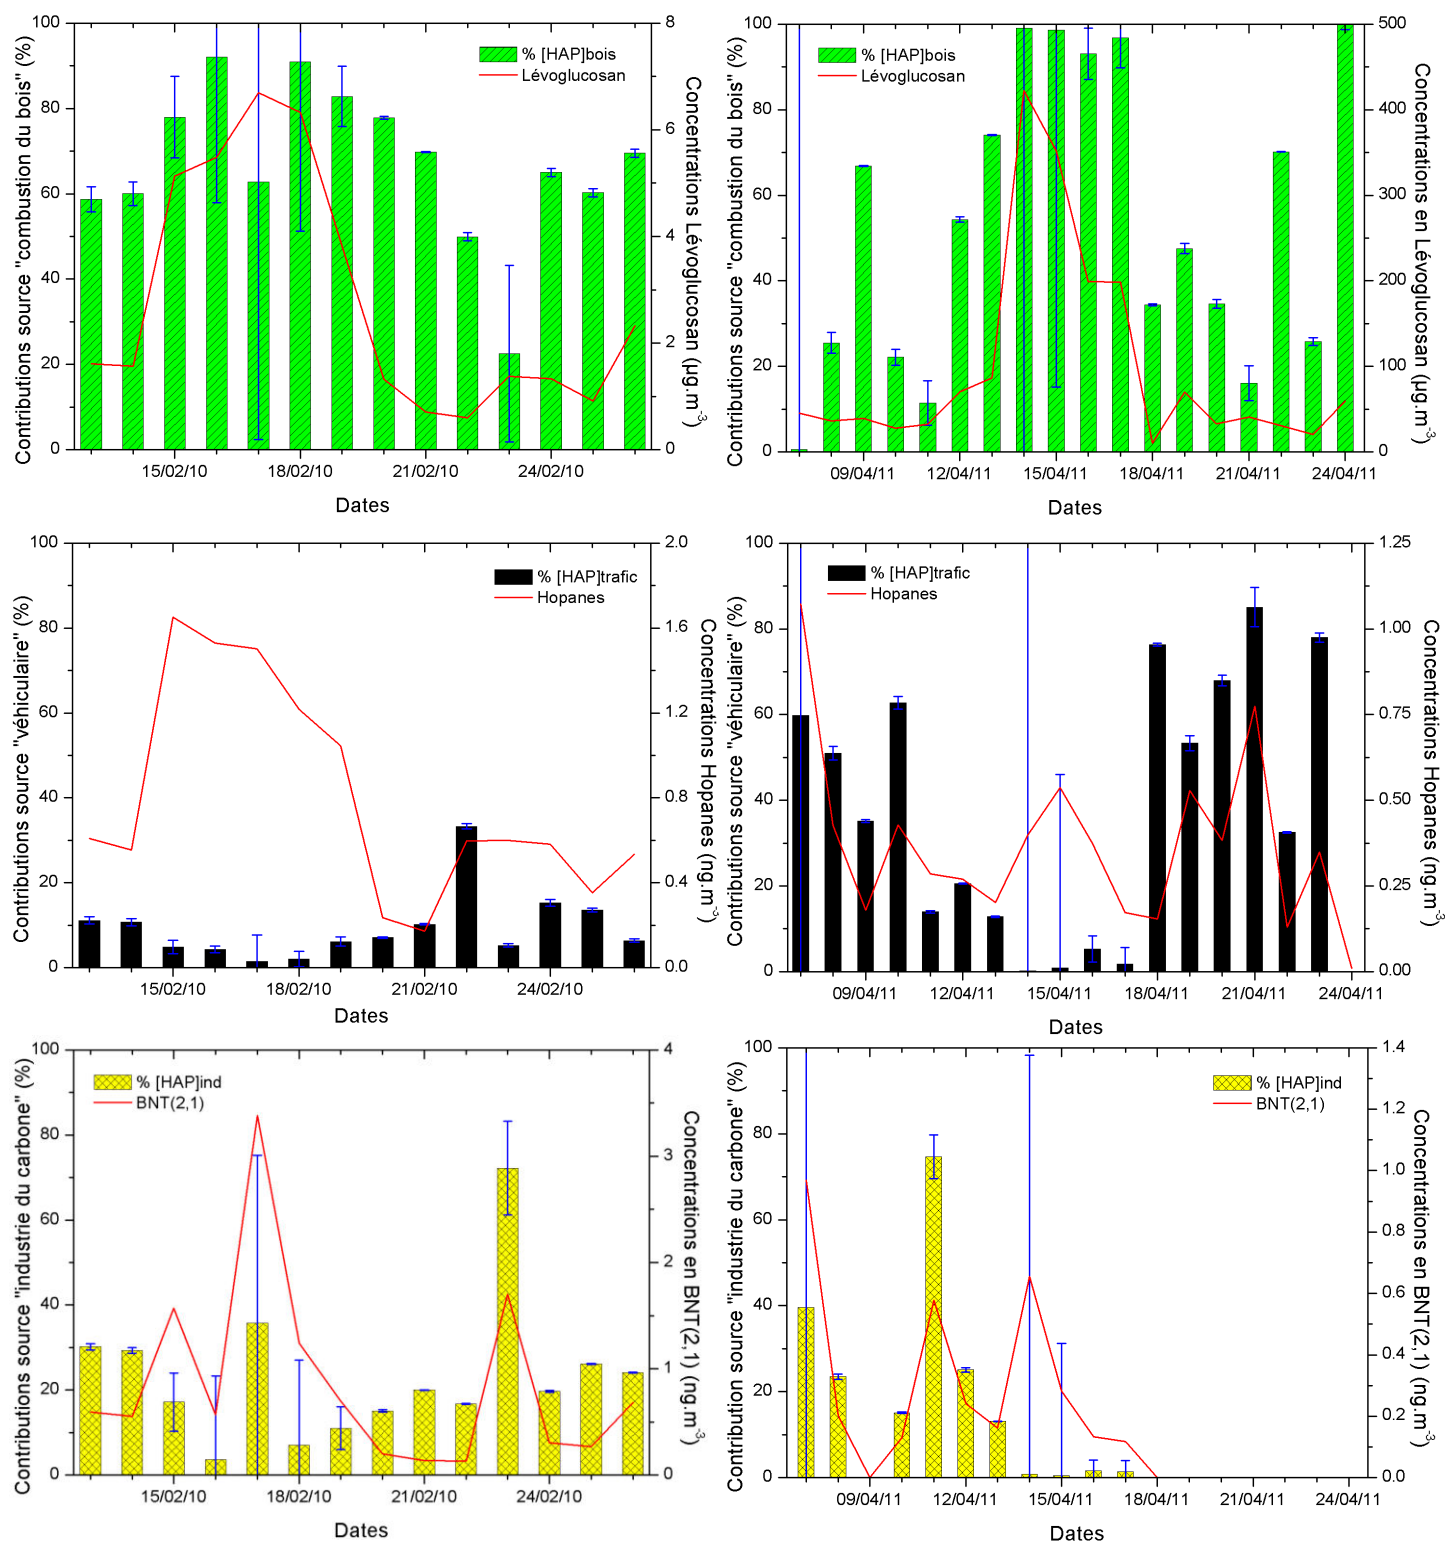 Contributions source "combustion du bois" (%)
100
80
60
40
20
0
% [HAP]bois
Lévoglucosan
8
6
4
2
0
Concentrations Lévoglucosan (µg.m-3)
15/02/10 18/02/10 21/02/10 24/02/10
Dates
Contributions source "combustion du bois" (%)
100
80
60
40
20
0
% [HAP]bois
Lévoglucosan
500
400
300
200
100
0
Concentrations en Lévoglucosan (µg.m-3)
09/04/11 12/04/11 15/04/11 18/04/11 21/04/11 24/04/11
Dates
Contributions source "véhiculaire" (%)
100
80
60
40
20
0
% [HAP]trafic
Hopanes
2.0
1.6
1.2
0.8
0.4
0.0
Concentrations Hopanes (ng.m-3)
15/02/10 18/02/10 21/02/10 24/02/10
Dates
Contributions source "véhiculaire" (%)
100
80
60
40
20
0
% [HAP]trafic
Hopanes
1.25
1.00
0.75
0.50
0.25
0.00
Concentrations Hopanes (ng.m-3)
09/04/11 12/04/11 15/04/11 18/04/11 21/04/11 24/04/11
Dates
Contribution source "industrie du carbone" (%)
100
80
60
40
20
0
% [HAP]ind
BNT(2,1)
4
3
2
1
0
Concentrations en BNT(2,1) (ng.m-3)
15/02/10 18/02/10 21/02/10 24/02/10
Dates
Contribution source "industrie du carbone" (%)
100
80
60
40
20
0
% [HAP]ind
BNT(2,1)
1.4
1.2
1.0
0.8
0.6
0.4
0.2
0.0
Concentrations en BNT(2,1) (ng.m-3)
09/04/11 12/04/11 15/04/11 18/04/11 21/04/11 24/04/11
Dates